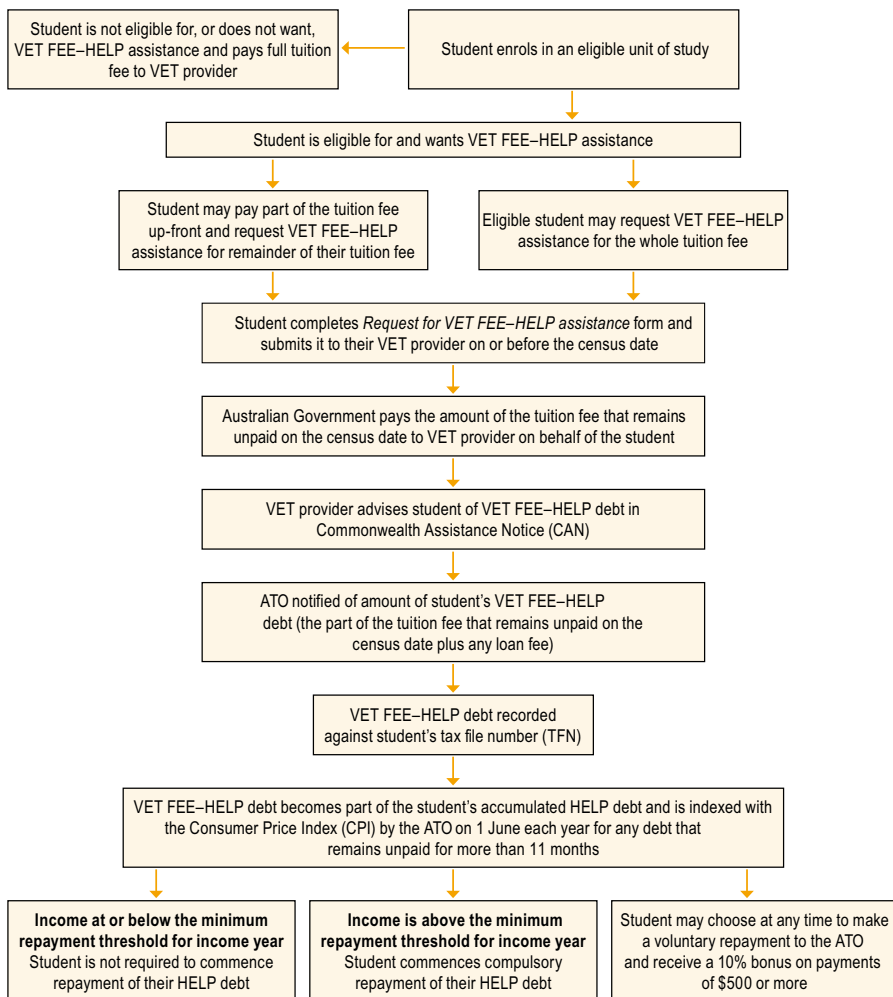 Student is not eligible for, or does not want,
VET FEE–HELP assistance and pays full tuition
fee to VET provider
Student enrols in an eligible unit of study
Student is eligible for and wants VET FEE–HELP assistance
Student may pay part of the tuition fee
up-front and request VET FEE–HELP
assistance for remainder of their tuition fee
Eligible student may request VET FEE–HELP
assistance for the whole tuition fee
Student completes Request for VET FEE–HELP assistance form and
submits it to their VET provider on or before the census date
Australian Government pays the amount of the tuition fee that remains
unpaid on the census date to VET provider on behalf of the student
VET provider advises student of VET FEE–HELP debt in
Commonwealth Assistance Notice (CAN)
ATO notified of amount of student's VET FEE–HELP
debt (the part of the tuition fee that remains unpaid on the
census date plus any loan fee)
VET FEE–HELP debt recorded
against student's tax file number (TFN)
VET FEE–HELP debt becomes part of the student's accumulated HELP debt and is indexed with
the Consumer Price Index (CPI) by the ATO on 1 June each year for any debt that
remains unpaid for more than 11 months
Income at or below the minimum
repayment threshold for income year
Student is not required to commence
repayment of their HELP debt
Income is above the minimum
repayment threshold for income year
Student commences compulsory
repayment of their HELP debt
Student may choose at any time to make
a voluntary repayment to the ATO
and receive a 10% bonus on payments
of $500 or more